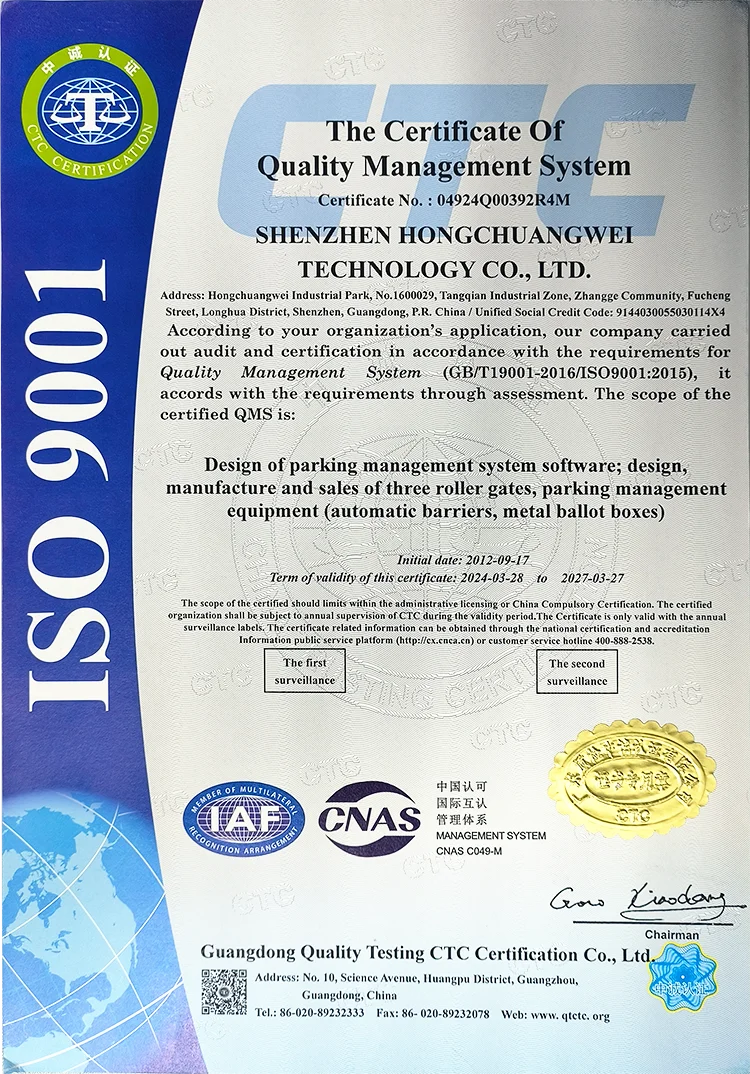 中诚认证
CTC CERTIFICATION
CTC
ISO 9001
The Certificate Of
Quality Management System
Certificate No. : 04924Q00392R4M
SHENZHEN HONGCHUANGWEI
TECHNOLOGY CO., LTD.
Address: Hongchuangwei Industrial Park, No.1600029, Tangqian Industrial Zone, Zhangge Community, Fucheng
Street, Longhua District, Shenzhen, Guangdong, P.R. China / Unified Social Credit Code: 9144030055030114X4
According to your organization's application, our company carried
out audit and certification in accordance with the requirements for
Quality Management System (GB/T19001-2016/ISO9001:2015), it
accords with the requirements through assessment. The scope of the
certified QMS is:
Design of parking management system software; design,
manufacture and sales of three roller gates, parking management
equipment (automatic barriers, metal ballot boxes)
Initial date: 2012-09-17
Term of validity of this certificate: 2024-03-28 to 2027-03-27
The scope of the certified should limits within the administrative licensing or China Compulsory Certification. The certified
organization shall be subject to annual supervision of CTC during the validity period.The Certificate is only valid with the annual
surveillance labels. The certificate related information can be obtained through the national certification and accreditation
Information public service platform (http://cx.cnca.cn) or customer service hotline 400-888-2538.
The first
surveillance
The second
surveillance
MEMBER OF MULTILATERAL
IAF
RECOGNITION ARRANGEMENT
CNAS
中国认可
国际互认
管理体系
MANAGEMENT SYSTEM
CNAS C049-M
证书专用章
CTC
Chairman
Guangdong Quality Testing CTC Certification Co., Ltd.
Address: No. 10, Science Avenue, Huangpu District, Guangzhou,
Guangdong, China
Tel.: 86-020-89232333 Fax: 86- 020-89232078 Web: www. qtctc. org
中诚认证